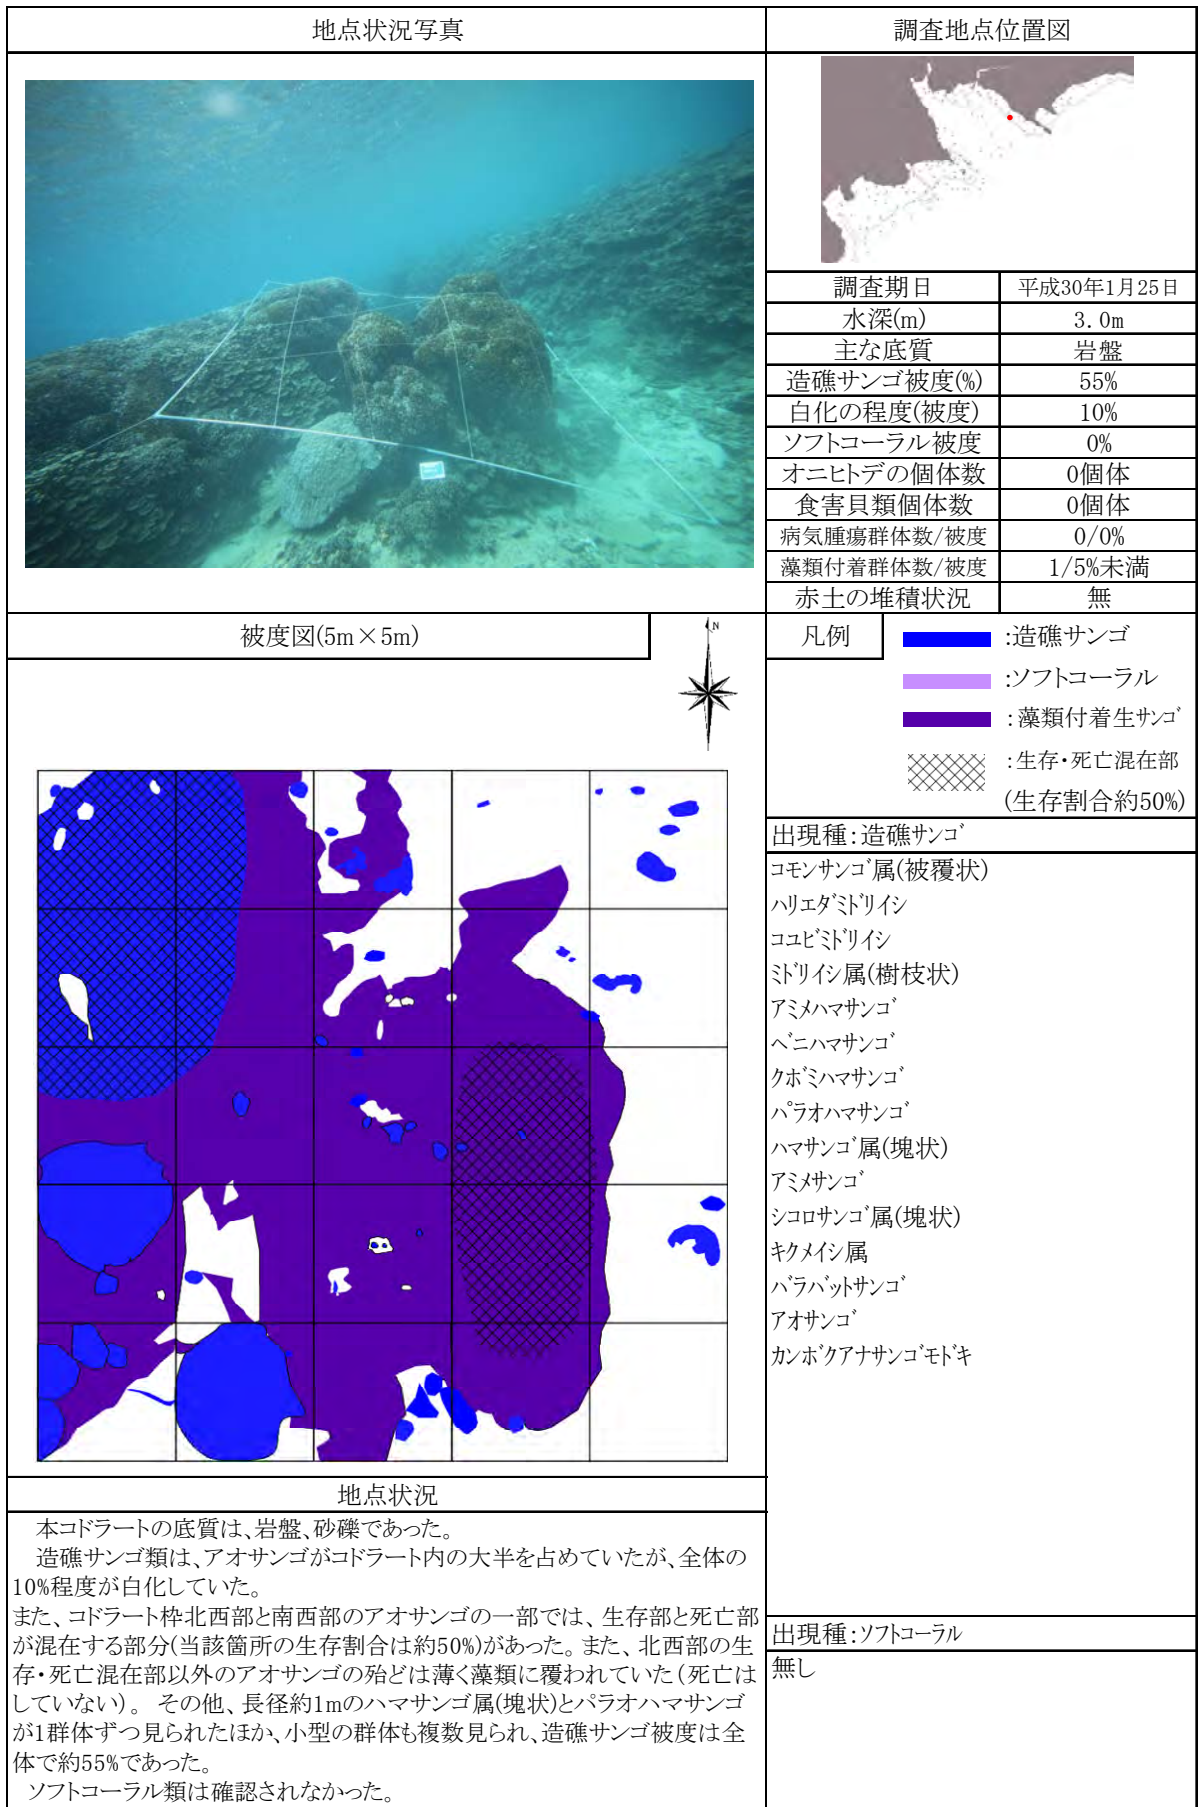 地点状況写真
調査地点位置図
調査期日 平成30年1月25日
水深(m) 3.0m
主な底質 岩盤
造礁サンゴ被度(%) 55%
白化の程度(被度) 10%
ソフトコーラル被度 0%
オニヒトデの個体数 0個体
食害貝類個体数 0個体
病気腫瘍群体数/被度 0/0%
藻類付着群体数/被度 1/5%未満
赤土の堆積状況 無
被度図(5m×5m)
N
凡例
:造礁サンゴ
:ソフトコーラル
:藻類付着生サンゴ
:生存・死亡混在部
(生存割合約50%)
出現種:造礁サンゴ
コモンサンゴ属(被覆状)
ハリエダミドリイシ
コユビミドリイシ
ミドリイシ属(樹枝状)
アミメハマサンゴ
ベニハマサンゴ
クボミハマサンゴ
パラオハマサンゴ
ハマサンゴ属(塊状)
アミメサンゴ
シコロサンゴ属(塊状)
キクメイシ属
バラバットサンゴ
アオサンゴ
カンボクアナサンゴモドキ
地点状況
本コドラートの底質は、岩盤、砂礫であった。
造礁サンゴ類は、アオサンゴがコドラート内の大半を占めていたが、全体の
10%程度が白化していた。
また、コドラート枠北西部と南西部のアオサンゴの一部では、生存部と死亡部
が混在する部分(当該箇所の生存割合は約50%)があった。また、北西部の生
存・死亡混在部以外のアオサンゴの殆どは薄く藻類に覆われていた(死亡は
していない)。 その他、長径約1mのハマサンゴ属(塊状)とパラオハマサンゴ
が1群体ずつ見られたほか、小型の群体も複数見られ、造礁サンゴ被度は全
体で約55%であった。
ソフトコーラル類は確認されなかった。
出現種:ソフトコーラル
無し